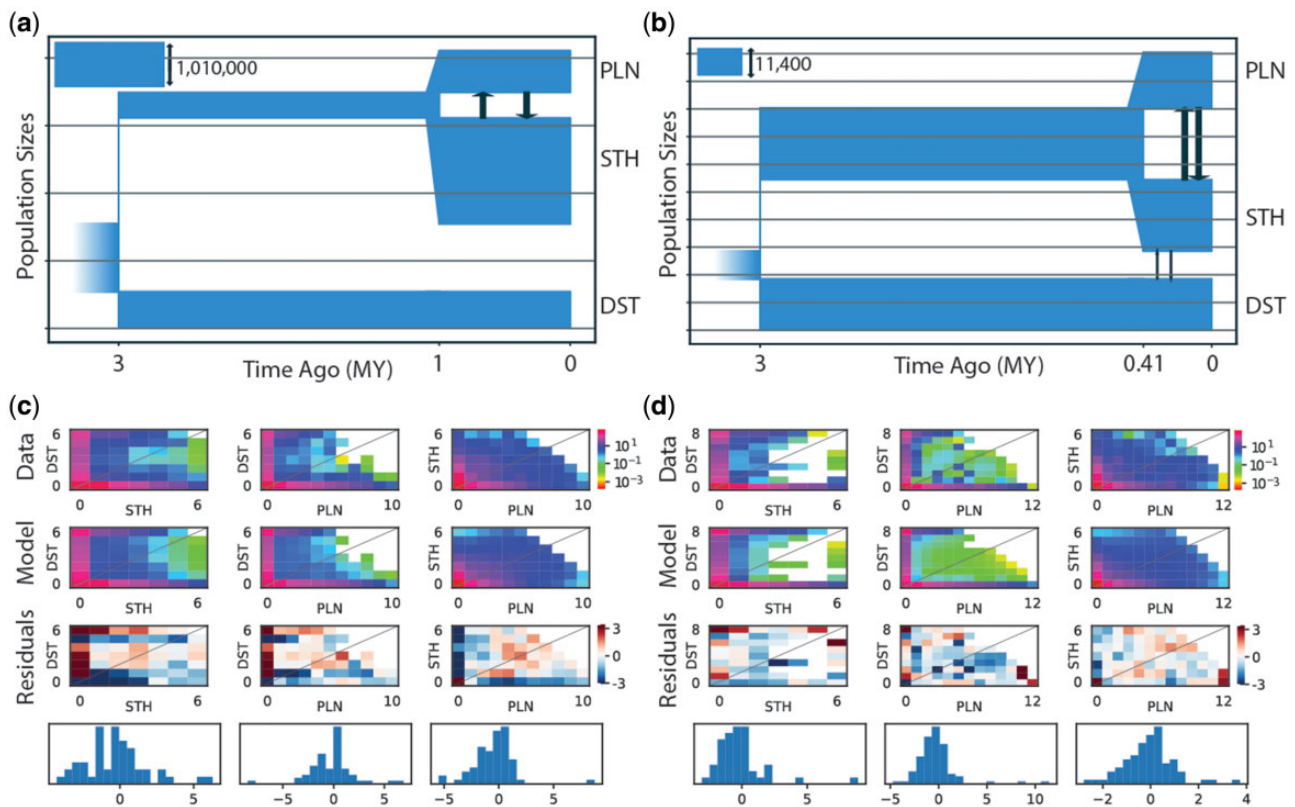 (a)
1,010,000
Population Sizes
PLN
STH
DST
3
1
0
Time Ago (MY)
(b)
11,400
Population Sizes
PLN
STH
DST
3
0.41
0
Time Ago (MY)
(c)
Data
6 DST 0
6 DST 0
6 STH 0
10^1
10^-1
10^-3
0 STH 6
0 PLN 10
0 PLN 10
Model
6 DST 0
6 DST 0
6 STH 0
0 STH 6
0 PLN 10
0 PLN 10
Residuals
6 DST 0
6 DST 0
6 STH 0
3
0
-3
0 STH 6
0 PLN 10
0 PLN 10
0 5
−5 0 5
−5 0 5
(d)
Data
8 DST 0
8 DST 0
6 STH 0
10^1
10^-1
10^-3
0 STH 6
0 PLN 12
0 PLN 12
Model
8 DST 0
8 DST 0
6 STH 0
0 STH 6
0 PLN 12
0 PLN 12
Residuals
8 DST 0
8 DST 0
6 STH 0
3
0
-3
0 STH 6
0 PLN 12
0 PLN 12
0 5
−5 0 5 10
−2 0 2 4